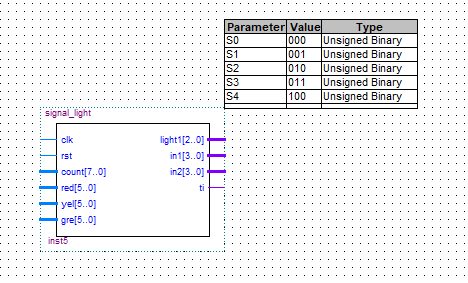 Parameter Value Type
S0 000 Unsigned Binary
S1 001 Unsigned Binary
S2 010 Unsigned Binary
S3 011 Unsigned Binary
S4 100 Unsigned Binary
signal_light
clk light1[2..0]
rst in1[3..0]
count[7..0] in2[3..0]
red[5..0] ti
yel[5..0]
gre[5..0]
inst5